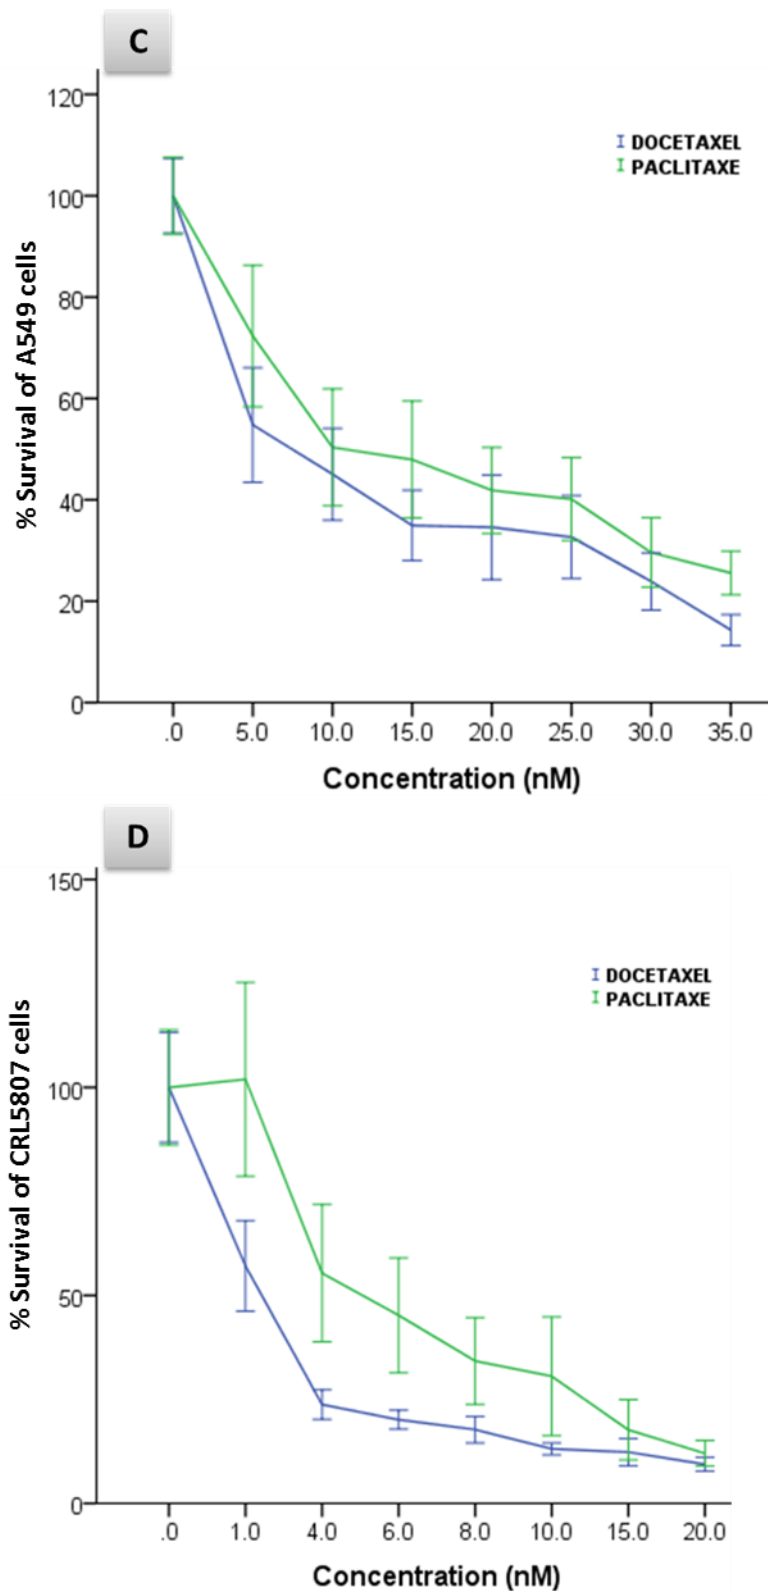 C
120
100
80
60
40
20
0
% Survival of A549 cells
DOCETAXEL
PACLITAXE
.0 5.0 10.0 15.0 20.0 25.0 30.0 35.0
Concentration (nM)
D
150
100
50
0
% Survival of CRL5807 cells
DOCETAXEL
PACLITAXE
.0 1.0 4.0 6.0 8.0 10.0 15.0 20.0
Concentration (nM)